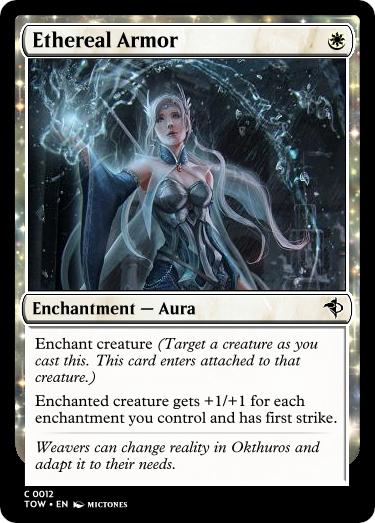 Ethereal Armor
Enchantment — Aura
Enchant creature (Target a creature as you
cast this. This card enters attached to that
creature.)
Enchanted creature gets +1/+1 for each
enchantment you control and has first strike.
Weavers can change reality in Okthuros and
adapt it to their needs.
C 0012
TOW • EN MICTONES